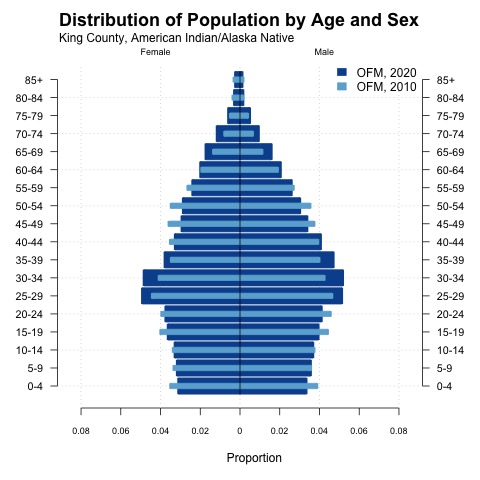 Distribution of Population by Age and Sex
King County, American Indian/Alaska Native
Female Male
OFM, 2020
OFM, 2010
85+ 85+
80-84 80-84
75-79 75-79
70-74 70-74
65-69 65-69
60-64 60-64
55-59 55-59
50-54 50-54
45-49 45-49
40-44 40-44
35-39 35-39
30-34 30-34
25-29 25-29
20-24 20-24
15-19 15-19
10-14 10-14
5-9 5-9
0-4 0-4
0.08 0.06 0.04 0.02 0 0.02 0.04 0.06 0.08
Proportion